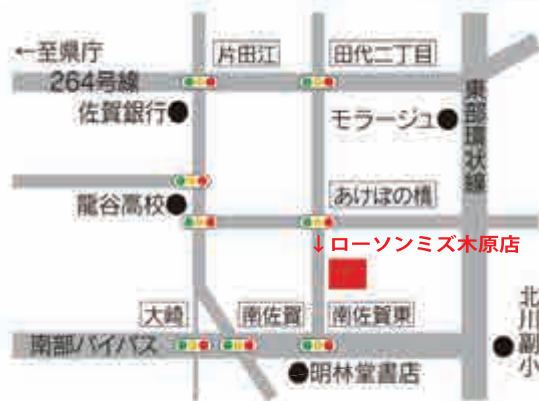 ←至県庁
片田江
田代二丁目
264号線
佐賀銀行
モラージュ
東部環状線
龍谷高校
あけぼの橋
↓ローソンミズ木原店
大崎
南佐賀
南佐賀東
南部バイパス
北川副小
明林堂書店